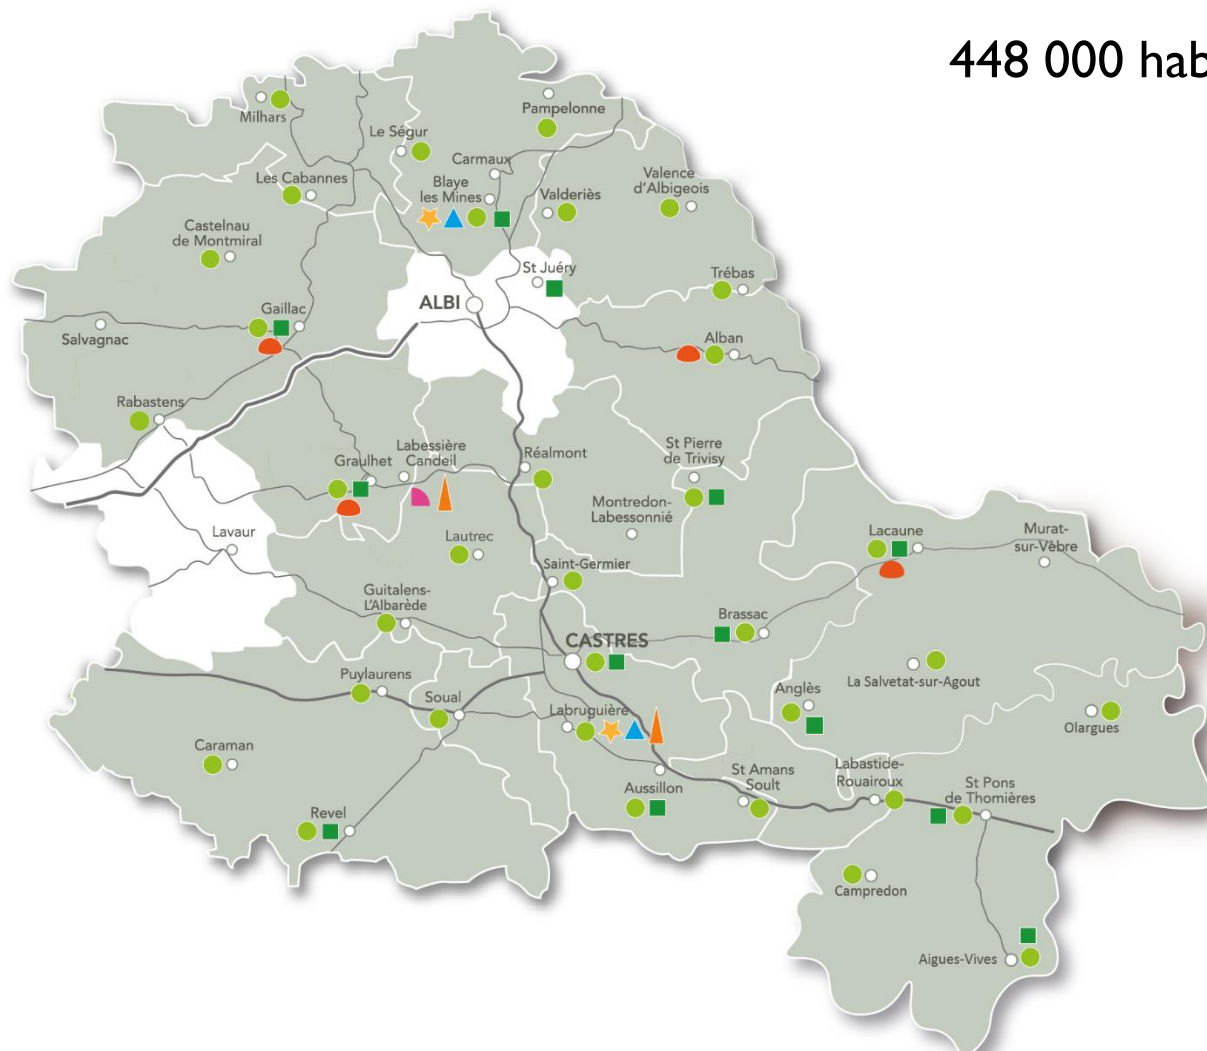 448 000 hab
Pampelonne
Milhars
Le Ségur
Carmaux
Les Cabannes
Blaye
les Mines
Valderiès
Valence
d'Albigeois
Castelnau
de Montmiral
St Juéry
Trébas
ALBI
Gaillac
Salvagnac
Alban
Rabastens
Graulhet
Labessière
Candeil
Réalmont
St Pierre
de Trivisy
Montredon-
Labessonnié
Lavaur
Lautrec
Lacaune
Murat-
sur-Vèbre
Saint-Germier
Guitalens-
L'Albarède
Brassac
CASTRES
Puylaurens
La Salvetat-sur-Agout
Soual
Labruguière
Anglès
Olargues
Caraman
Aussillon
St Amans
Soult
Labastide-
Rouairoux
St Pons
de Thomières
Revel
Campredon
Aigues-Vives